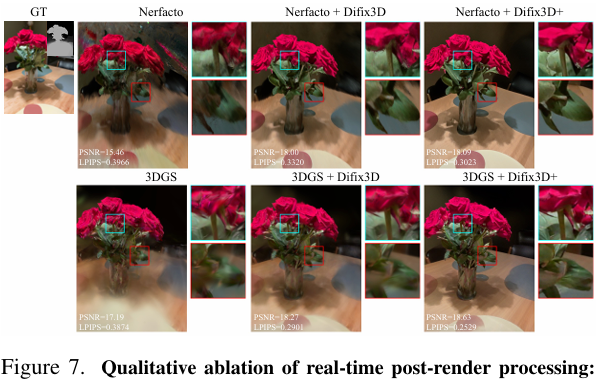 GT
Nerfacto
Nerfacto + Difix3D
Nerfacto + Difix3D+
PSNR=15.46
LPIPS=0.3966
PSNR=18.00
LPIPS=0.3320
PSNR=18.09
LPIPS=0.3023
3DGS
3DGS + Difix3D
3DGS + Difix3D+
PSNR=17.19
LPIPS=0.3874
PSNR=18.27
LPIPS=0.2901
PSNR=18.63
LPIPS=0.2529
Figure 7. Qualitative ablation of real-time post-render processing: